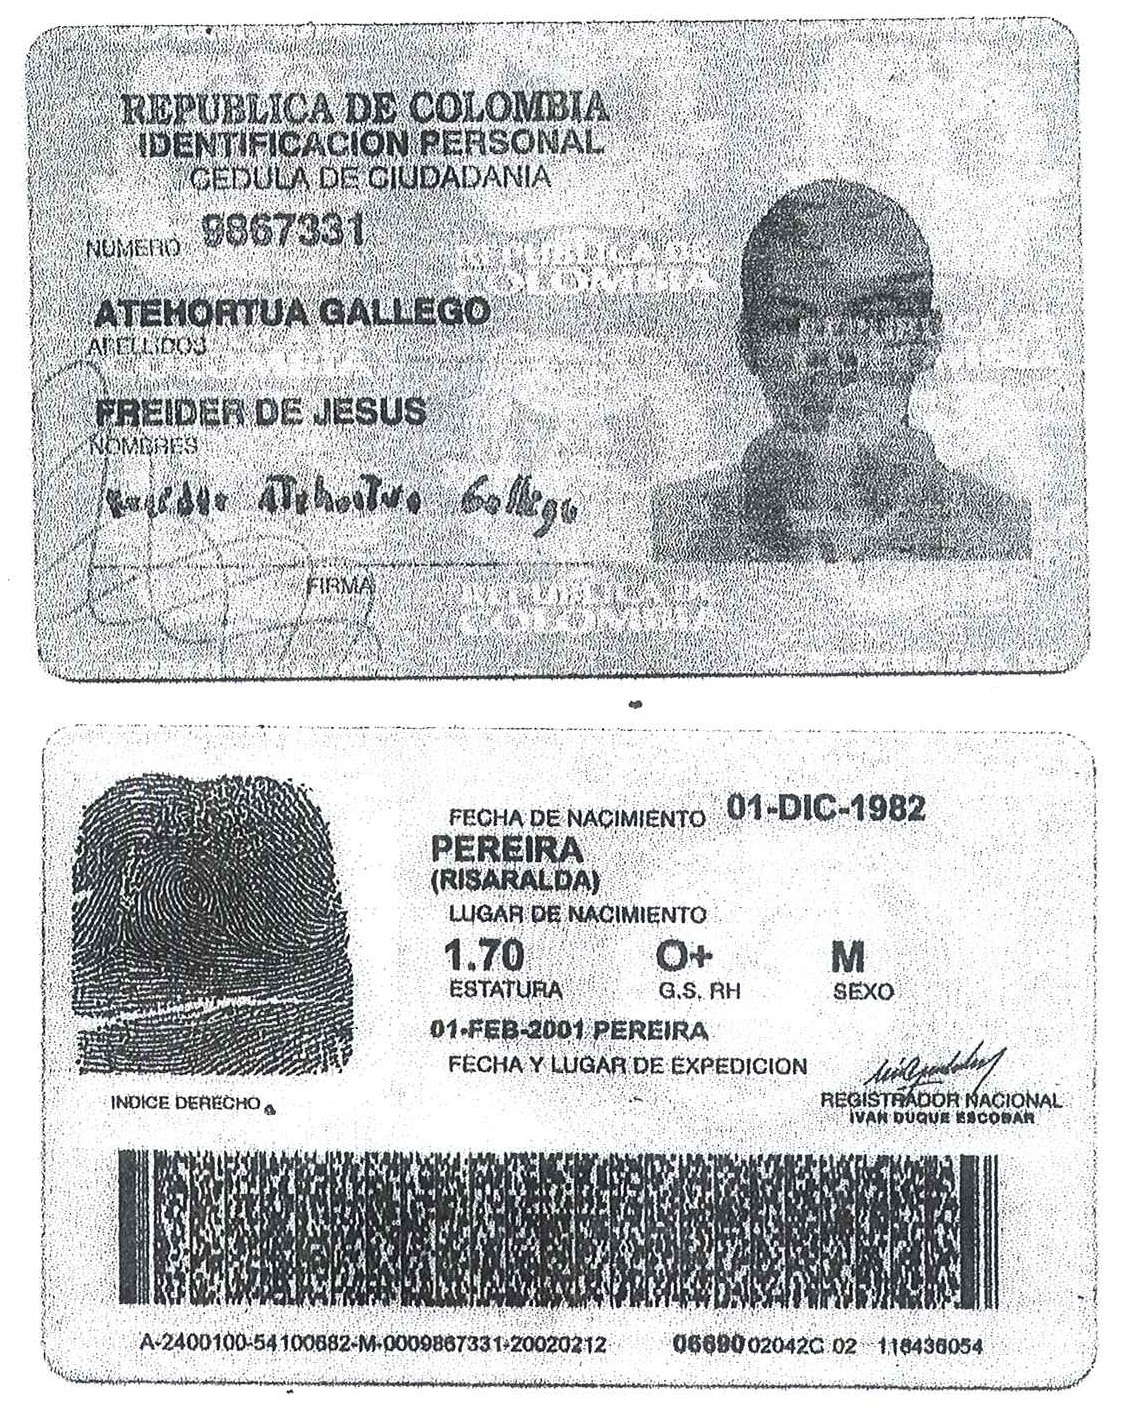 REPUBLICA DE COLOMBIA
IDENTIFICACION PERSONAL
CEDULA DE CIUDADANIA
NUMERO 9867331
ATEHORTUA GALLEGO
APELLIDOS
FREIDER DE JESUS
NOMBRES
Freider Atehortua Gallego
FIRMA
REPUBLICA DE
COLOMBIA
REPUBLICA DE
COLOMBIA
FECHA DE NACIMIENTO 01-DIC-1982
PEREIRA
(RISARALDA)
LUGAR DE NACIMIENTO
1.70 O+ M
ESTATURA G.S. RH SEXO
01-FEB-2001 PEREIRA
FECHA Y LUGAR DE EXPEDICION
INDICE DERECHO
REGISTRADOR NACIONAL
IVAN DUQUE ESCOBAR
A-2400100-54100682-M-0009867331-20020212 06690 02042C 02 118436054